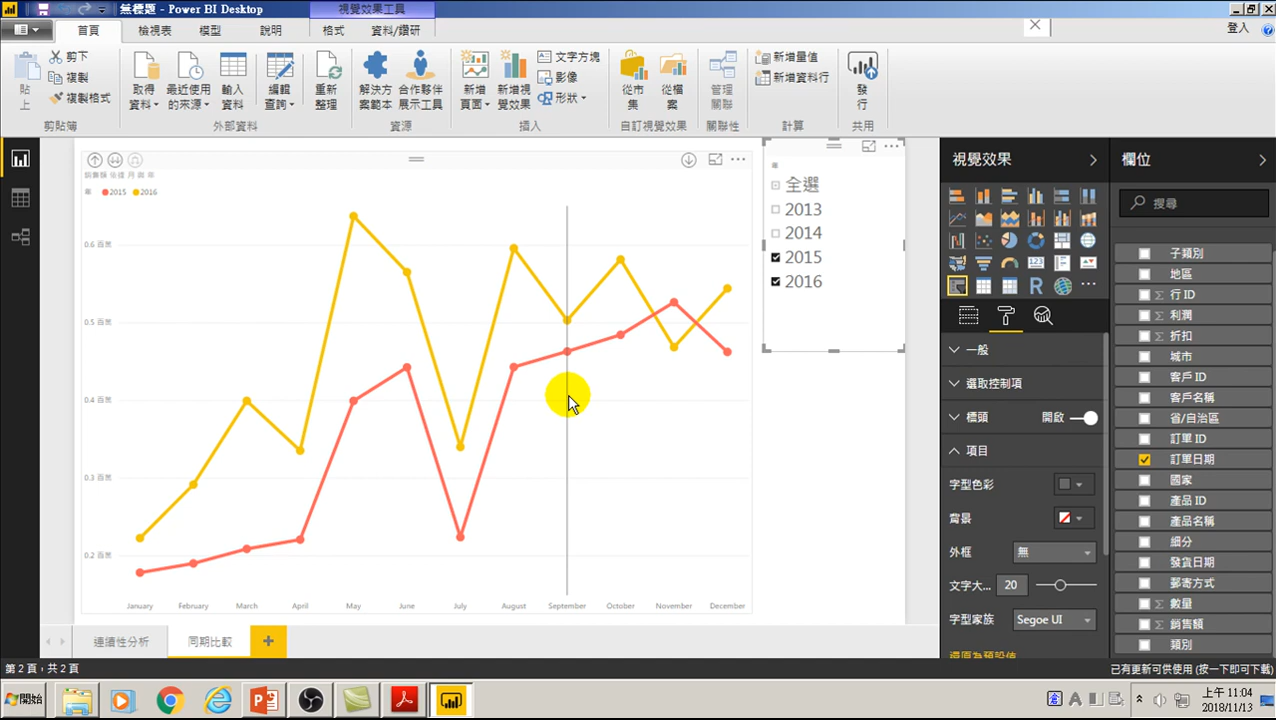 無標題 - Power BI Desktop
視覺效果工具
首頁 檢視表 模型 說明 格式 資料/鑽研 登入
貼上
剪下
複製
複製格式
取得資料
最近使用的來源
輸入資料
編輯查詢
重新整理
解決方案範本
合作夥伴展示工具
新增頁面
新增視覺效果
文字方塊
影像
形狀
從市集
從檔案
管理關聯
新增量值
新增資料行
發行
剪貼簿 外部資料 資源 插入 自訂視覺效果 關聯性 計算 共用
銷售額 依據 月 與 年
年 2015 2016
0.6 百萬
0.5 百萬
0.4 百萬
0.3 百萬
0.2 百萬
January February March April May June July August September October November December
年
全選
2013
2014
2015
2016
視覺效果
R
一般
選取控制項
標頭 開啟
項目
字型色彩
背景
外框 無
文字大... 20
字型家族 Segoe UI
還原為預設值
欄位
搜尋
子類別
地區
Σ 行 ID
Σ 利潤
Σ 折扣
城市
客戶 ID
客戶名稱
省/自治區
訂單 ID
訂單日期
國家
產品 ID
產品名稱
細分
發貨日期
郵寄方式
Σ 數量
Σ 銷售額
類別
連續性分析 同期比較 +
第 2 頁，共 2 頁
已有更新可供使用 (按一下即可下載)
開始
上午 11:04
2018/11/13